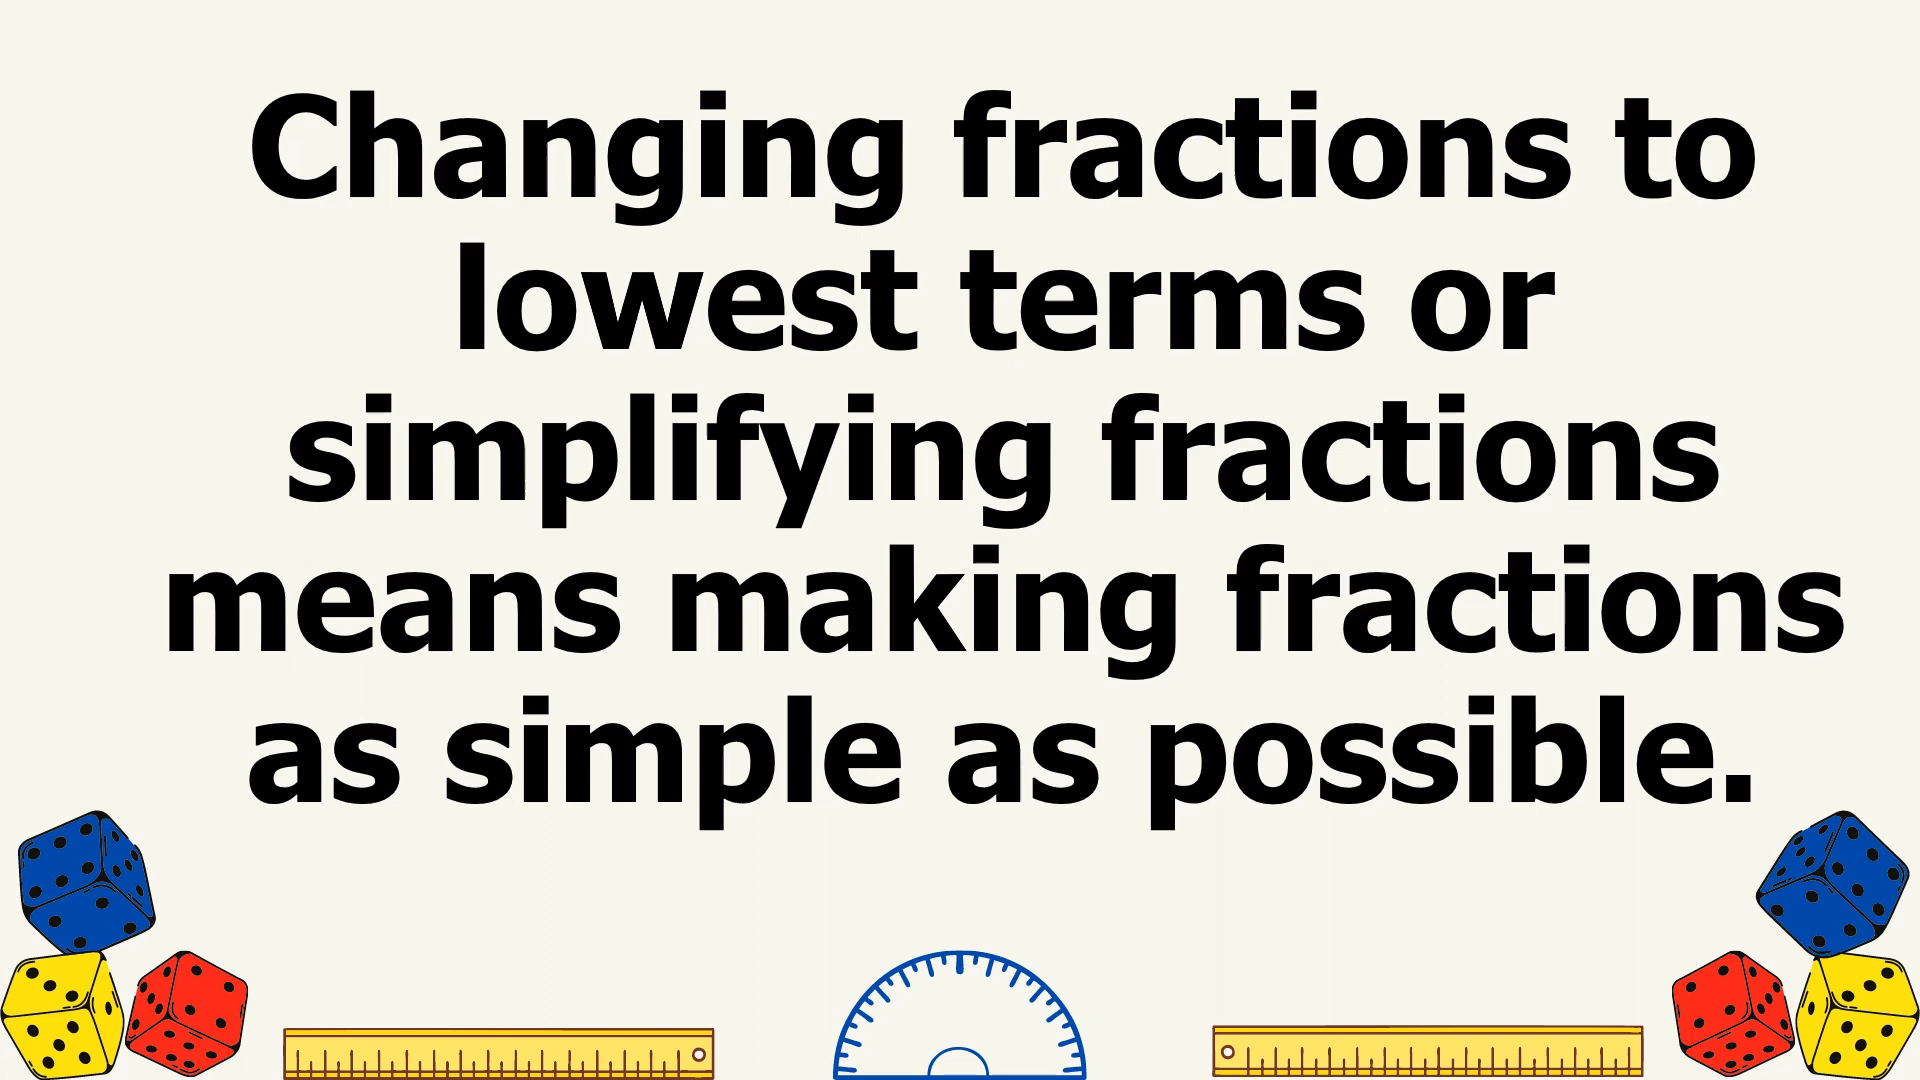 Changing fractions to
lowest terms or
simplifying fractions
means making fractions
as simple as possible.